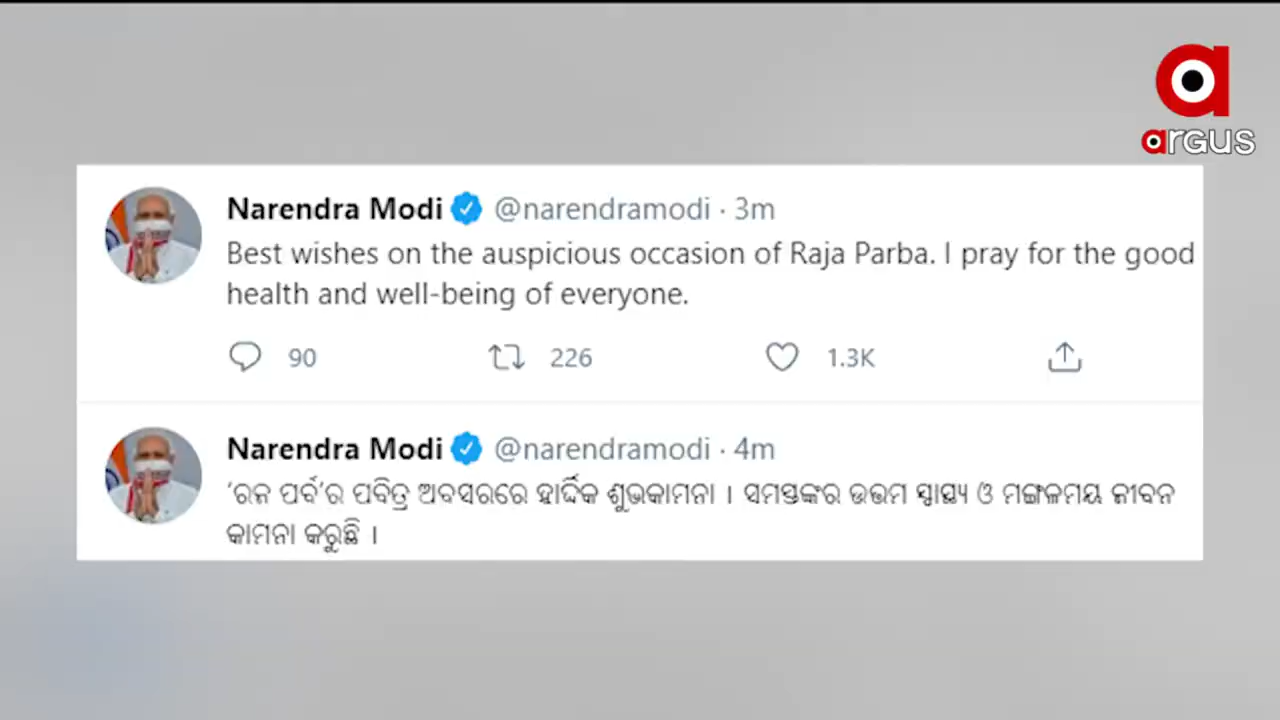 argus
Narendra Modi @narendramodi · 3m
Best wishes on the auspicious occasion of Raja Parba. I pray for the good
health and well-being of everyone.
90 226 1.3K
Narendra Modi @narendramodi · 4m
‘ରଜ ପର୍ବ’ର ପବିତ୍ର ଅବସରରେ ହାର୍ଦ୍ଦିକ ଶୁଭକାମନା । ସମସ୍ତଙ୍କର ଉତ୍ତମ ସ୍ୱାସ୍ଥ୍ୟ ଓ ମଙ୍ଗଳମୟ ଜୀବନ
କାମନା କରୁଛି ।